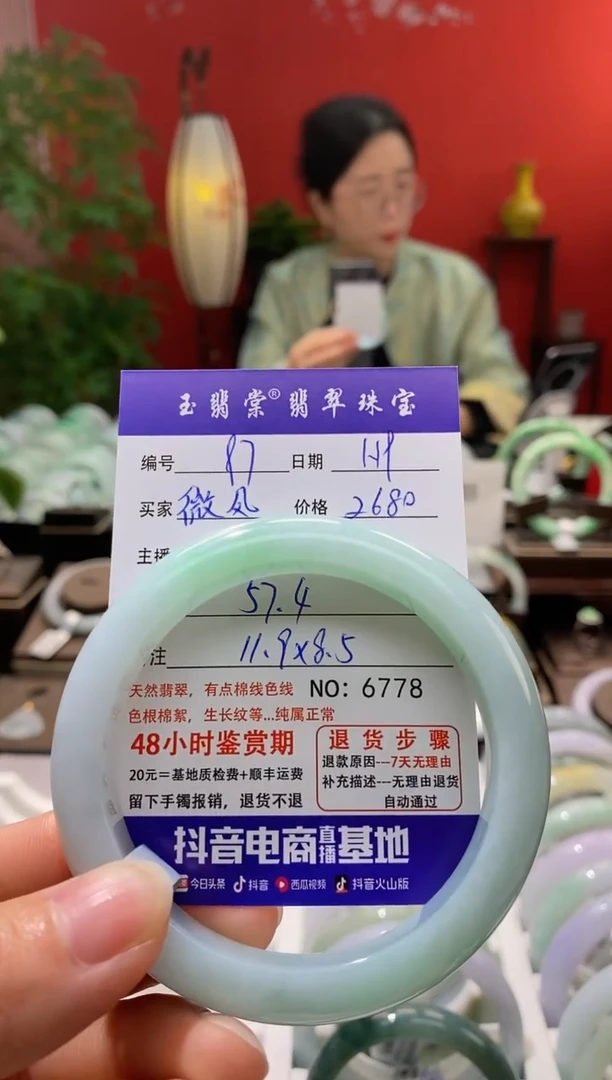 玉翡棠®翡翠珠宝
编号 87 日期
买家 微风 价格 2680
主播
57.4
注 11.9x8.5
天然翡翠，有点棉线色线 NO：6778
色根棉絮，生长纹等...纯属正常
48小时鉴赏期
20元＝基地质检费+顺丰运费
留下手镯报销，退货不退
退货步骤
退款原因---7天无理由
补充描述---无理由退货
自动通过
抖音电商直播基地
今日头条 抖音 西瓜视频 抖音火山版